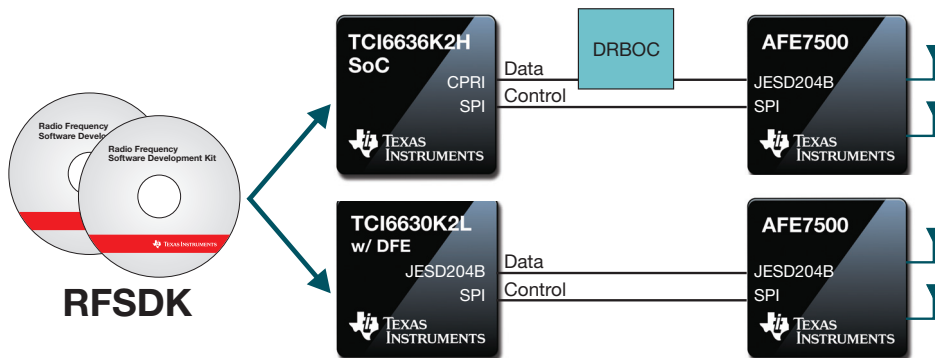 Radio Frequency
Software Develo
Radio Frequency
Software Development Kit
TEXAS INSTRUMENTS
RFSDK
TCI6636K2H
SoC
CPRI
SPI
TEXAS
INSTRUMENTS
Data
Control
DRBOC
AFE7500
JESD204B
SPI
TEXAS
INSTRUMENTS
TCI6630K2L
w/ DFE
JESD204B
SPI
TEXAS
INSTRUMENTS
Data
Control
AFE7500
JESD204B
SPI
TEXAS
INSTRUMENTS